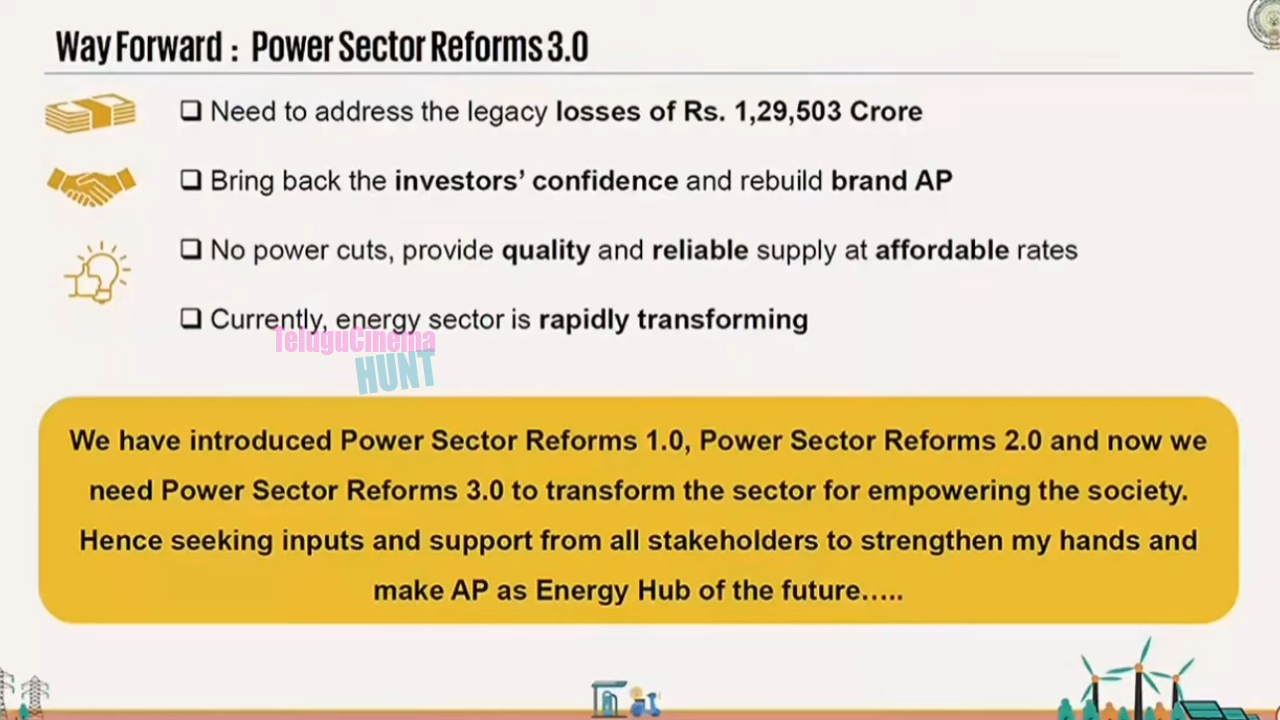 Way Forward : Power Sector Reforms 3.0
❑ Need to address the legacy losses of Rs. 1,29,503 Crore
❑ Bring back the investors’ confidence and rebuild brand AP
❑ No power cuts, provide quality and reliable supply at affordable rates
❑ Currently, energy sector is rapidly transforming
TeluguCinema
HUNT
We have introduced Power Sector Reforms 1.0, Power Sector Reforms 2.0 and now we
need Power Sector Reforms 3.0 to transform the sector for empowering the society.
Hence seeking inputs and support from all stakeholders to strengthen my hands and
make AP as Energy Hub of the future.....